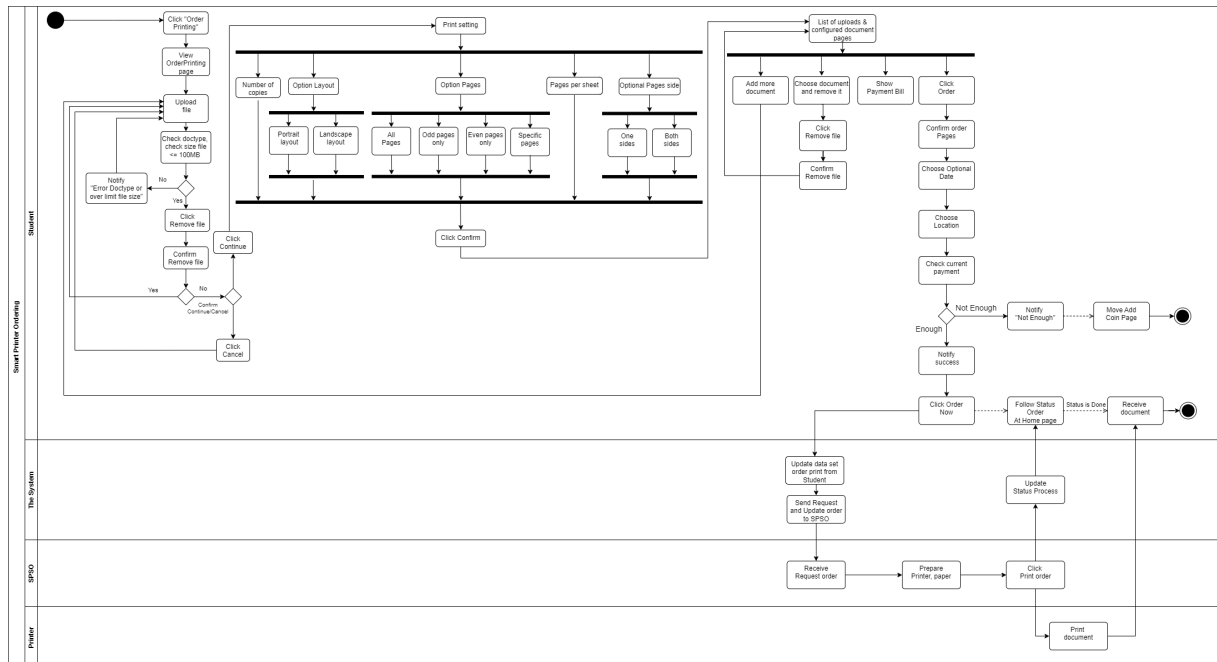 Smart Printer Ordering
Student
Click "Order
Printing"
View
OrderPrinting
page
Upload
file
Check doctype,
check size file
<= 100MB
No
Yes
Notify
"Error Doctype or
over limit file size"
Click
Remove file
Confirm
Remove file
Yes
No
Confirm
Continue/Cancel
Click
Continue
Click
Cancel
Print setting
Number of
copies
Option Layout
Option Pages
Pages per sheet
Optional Pages side
Portrait
layout
Landscape
layout
All
Pages
Odd pages
only
Even pages
only
Specific
pages
One
sides
Both
sides
Click Confirm
List of uploads &
configured document
pages
Add more
document
Choose document
and remove it
Show
Payment Bill
Click
Order
Click
Remove file
Confirm
Remove file
Confirm order
Pages
Choose Optional
Date
Choose
Location
Check current
payment
Not Enough
Enough
Notify
"Not Enough"
Move Add
Coin Page
Notify
success
Click Order
Now
Follow Status
Order
At Home page
Status is Done
Receive
document
The System
Update data set
order print from
Student
Send Request
and Update order
to SPSO
Update
Status Process
SPSO
Receive
Request order
Prepare
Printer, paper
Click
Print order
Printer
Print
document